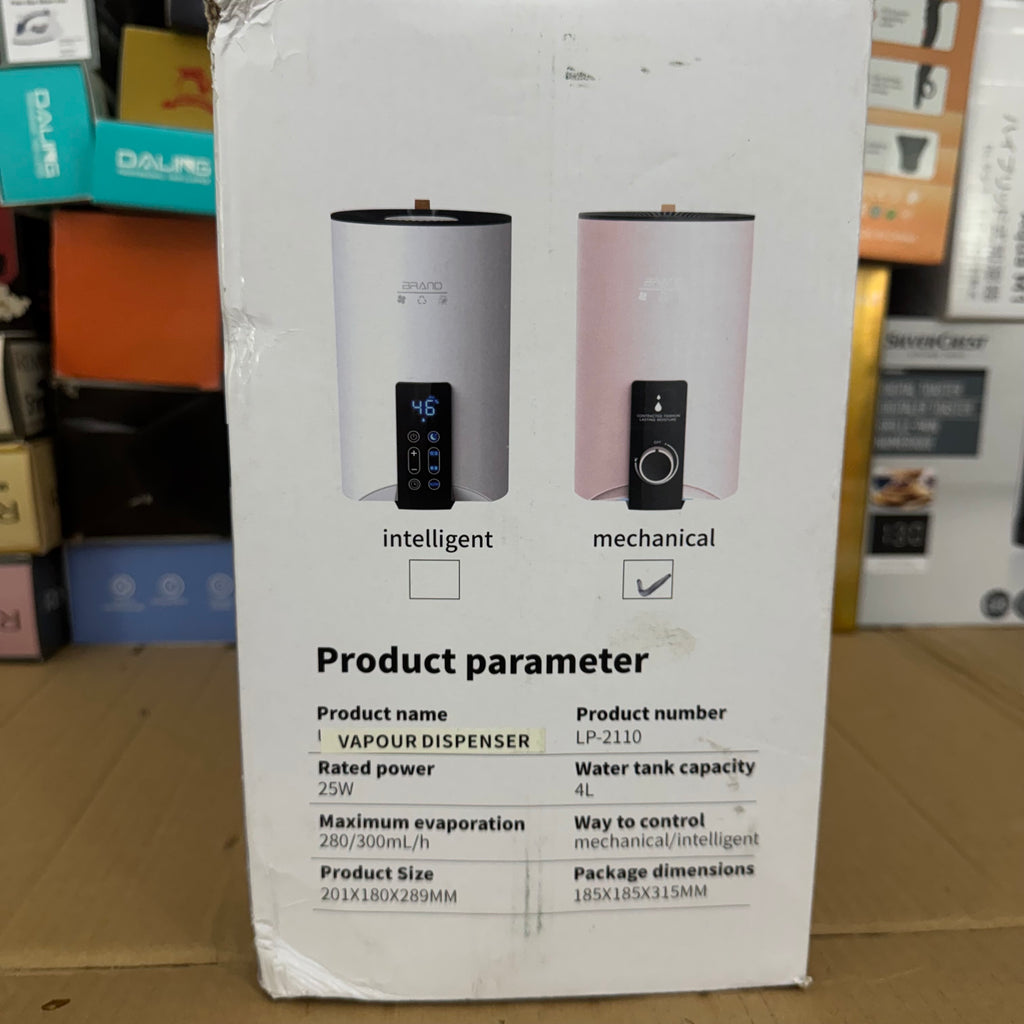 DALING
DALING
BRAND
46
intelligent
BRAND
mechanical
Product parameter
Product name
VAPOUR DISPENSER
Product number
LP-2110
Rated power
25W
Water tank capacity
4L
Maximum evaporation
280/300mL/h
Way to control
mechanical/intelligent
Product Size
201X180X289MM
Package dimensions
185X185X315MM
SILVERCREST